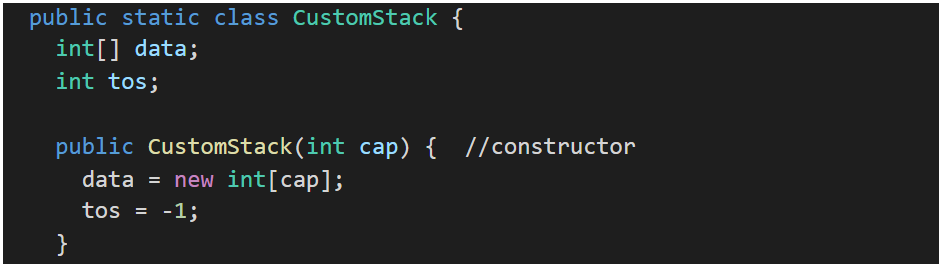 public static class CustomStack {
int[] data;
int tos;
public CustomStack(int cap) {  //constructor
data = new int[cap];
tos = -1;
}